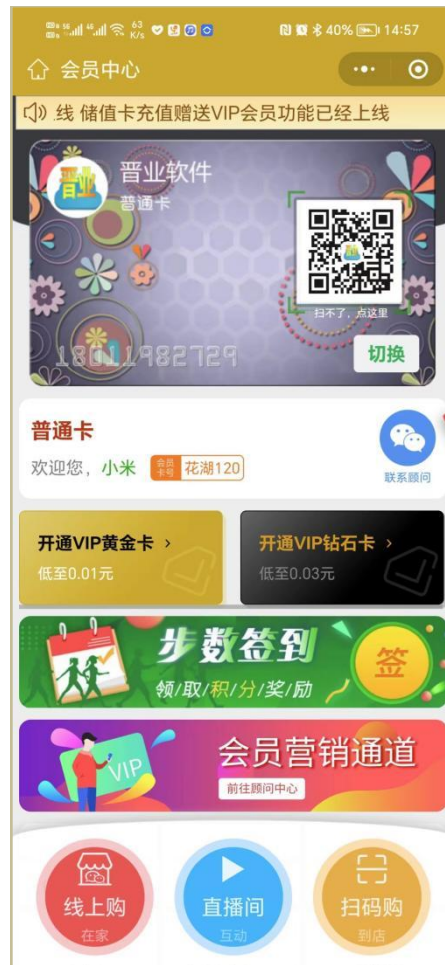 63
K/s
40%
14:57
会员中心
线 储值卡充值赠送VIP会员功能已经上线
晋业
晋业软件
普通卡
扫不了，点这里
切换
普通卡
欢迎您，小米
会员卡号
花湖120
联系顾问
开通VIP黄金卡 ›
低至0.01元
开通VIP钻石卡 ›
低至0.03元
步数签到
签
领/取/积/分/奖/励
VIP
会员营销通道
前往顾问中心
线上购
在家
直播间
互动
扫码购
到店